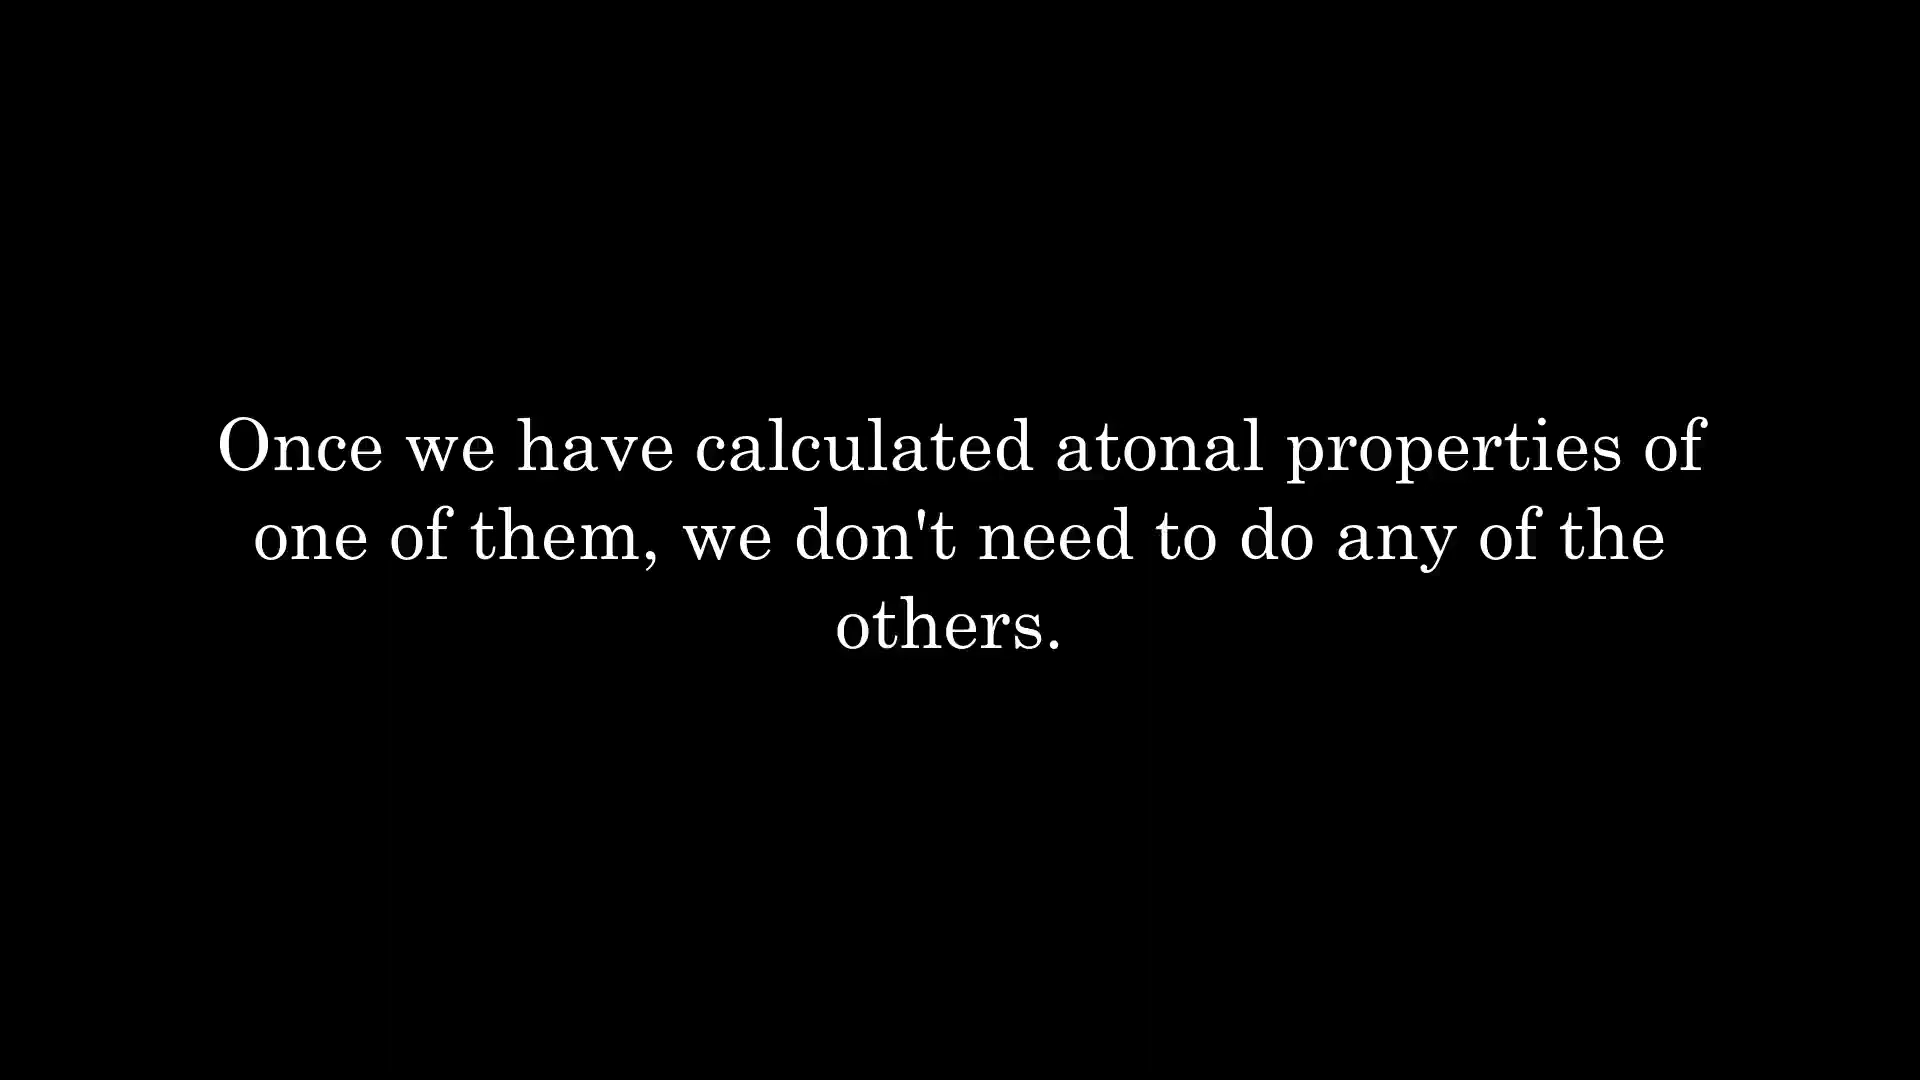 Once we have calculated atonal properties of
one of them, we don't need to do any of the
others.